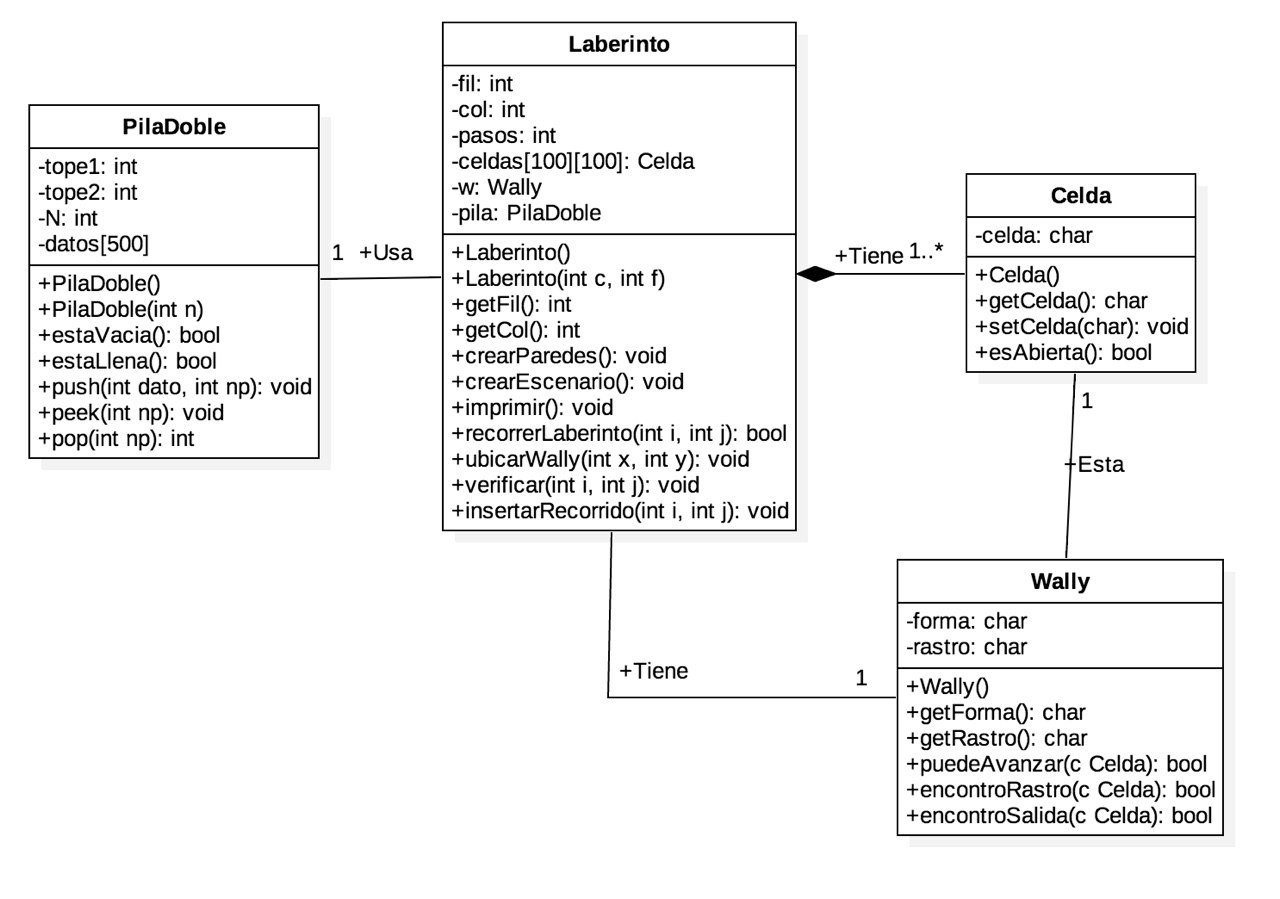 PilaDoble
-tope1: int
-tope2: int
-N: int
-datos[500]
+PilaDoble()
+PilaDoble(int n)
+estaVacia(): bool
+estaLlena(): bool
+push(int dato, int np): void
+peek(int np): void
+pop(int np): int
1 +Usa
Laberinto
-fil: int
-col: int
-pasos: int
-celdas[100][100]: Celda
-w: Wally
-pila: PilaDoble
+Laberinto()
+Laberinto(int c, int f)
+getFil(): int
+getCol(): int
+crearParedes(): void
+crearEscenario(): void
+imprimir(): void
+recorrerLaberinto(int i, int j): bool
+ubicarWally(int x, int y): void
+verificar(int i, int j): void
+insertarRecorrido(int i, int j): void
+Tiene 1..*
Celda
-celda: char
+Celda()
+getCelda(): char
+setCelda(char): void
+esAbierta(): bool
1
+Esta
+Tiene 1
Wally
-forma: char
-rastro: char
+Wally()
+getForma(): char
+getRastro(): char
+puedeAvanzar(c Celda): bool
+encontroRastro(c Celda): bool
+encontroSalida(c Celda): bool